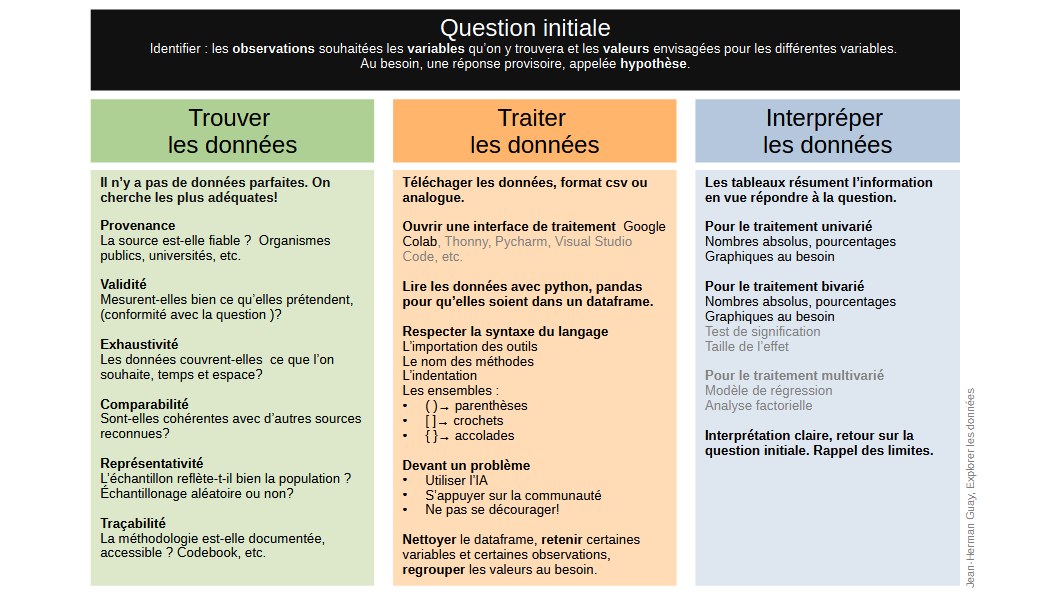 Question initiale
Identifier : les observations souhaitées les variables qu’on y trouvera et les valeurs envisagées pour les différentes variables.
Au besoin, une réponse provisoire, appelée hypothèse.
Trouver
les données
Il n’y a pas de données parfaites. On
cherche les plus adéquates!
Provenance
La source est-elle fiable ?  Organismes
publics, universités, etc.
Validité
Mesurent-elles bien ce qu’elles prétendent,
(conformité avec la question )?
Exhaustivité
Les données couvrent-elles  ce que l’on
souhaite, temps et espace?
Comparabilité
Sont-elles cohérentes avec d’autres sources
reconnues?
Représentativité
L’échantillon reflète-t-il bien la population ?
Échantillonage aléatoire ou non?
Traçabilité
La méthodologie est-elle documentée,
accessible ? Codebook, etc.
Traiter
les données
Téléchager les données, format csv ou
analogue.
Ouvrir une interface de traitement  Google
Colab, Thonny, Pycharm, Visual Studio
Code, etc.
Lire les données avec python, pandas
pour qu’elles soient dans un dataframe.
Respecter la syntaxe du langage
L’importation des outils
Le nom des méthodes
L’indentation
Les ensembles :
• ( )→ parenthèses
• [ ]→ crochets
• { }→ accolades
Devant un problème
• Utiliser l’IA
• S’appuyer sur la communauté
• Ne pas se décourager!
Nettoyer le dataframe, retenir certaines
variables et certaines observations,
regrouper les valeurs au besoin.
Interpréper
les données
Les tableaux résument l’information
en vue répondre à la question.
Pour le traitement univarié
Nombres absolus, pourcentages
Graphiques au besoin
Pour le traitement bivarié
Nombres absolus, pourcentages
Graphiques au besoin
Test de signification
Taille de l’effet
Pour le traitement multivarié
Modèle de régression
Analyse factorielle
Interprétation claire, retour sur la
question initiale. Rappel des limites.
Jean-Herman Guay, Explorer les données